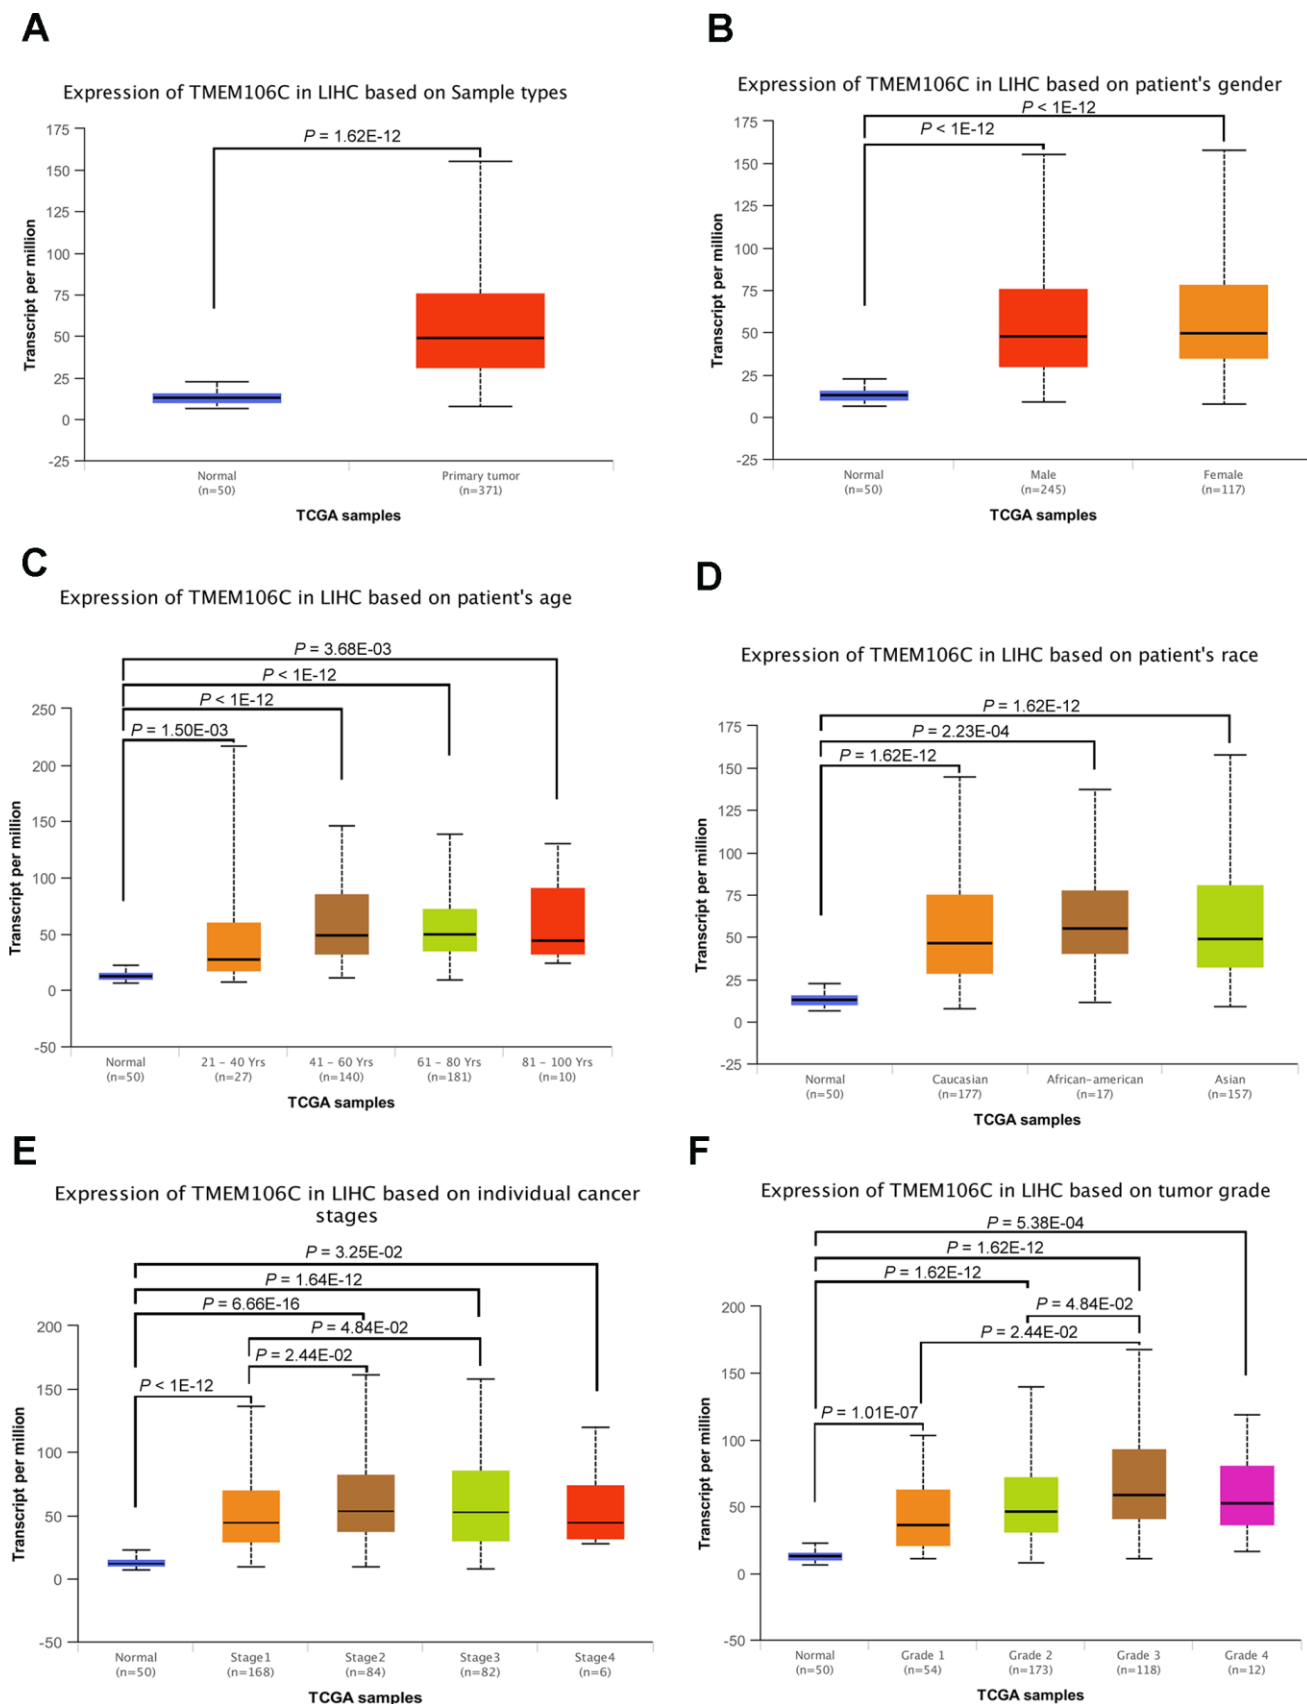 A
Expression of TMEM106C in LIHC based on Sample types
P = 1.62E-12
175
150
125
100
75
50
25
0
-25
Transcript per million
Normal
(n=50)
Primary tumor
(n=371)
TCGA samples
B
Expression of TMEM106C in LIHC based on patient's gender
P < 1E-12
P < 1E-12
175
150
125
100
75
50
25
0
-25
Transcript per million
Normal
(n=50)
Male
(n=245)
Female
(n=117)
TCGA samples
C
Expression of TMEM106C in LIHC based on patient's age
P = 3.68E-03
P < 1E-12
P < 1E-12
P = 1.50E-03
250
200
150
100
50
0
-50
Transcript per million
Normal
(n=50)
21 – 40 Yrs
(n=27)
41 – 60 Yrs
(n=140)
61 – 80 Yrs
(n=181)
81 – 100 Yrs
(n=10)
TCGA samples
D
Expression of TMEM106C in LIHC based on patient's race
P = 1.62E-12
P = 2.23E-04
P = 1.62E-12
175
150
125
100
75
50
25
0
-25
Transcript per million
Normal
(n=50)
Caucasian
(n=177)
African-american
(n=17)
Asian
(n=157)
TCGA samples
E
Expression of TMEM106C in LIHC based on individual cancer
stages
P = 3.25E-02
P = 1.64E-12
P = 6.66E-16
P = 4.84E-02
P = 2.44E-02
P < 1E-12
200
150
100
50
0
-50
Transcript per million
Normal
(n=50)
Stage1
(n=168)
Stage2
(n=84)
Stage3
(n=82)
Stage4
(n=6)
TCGA samples
F
Expression of TMEM106C in LIHC based on tumor grade
P = 5.38E-04
P = 1.62E-12
P = 1.62E-12
P = 4.84E-02
P = 2.44E-02
P = 1.01E-07
200
150
100
50
0
-50
Transcript per million
Normal
(n=50)
Grade 1
(n=54)
Grade 2
(n=173)
Grade 3
(n=118)
Grade 4
(n=12)
TCGA samples